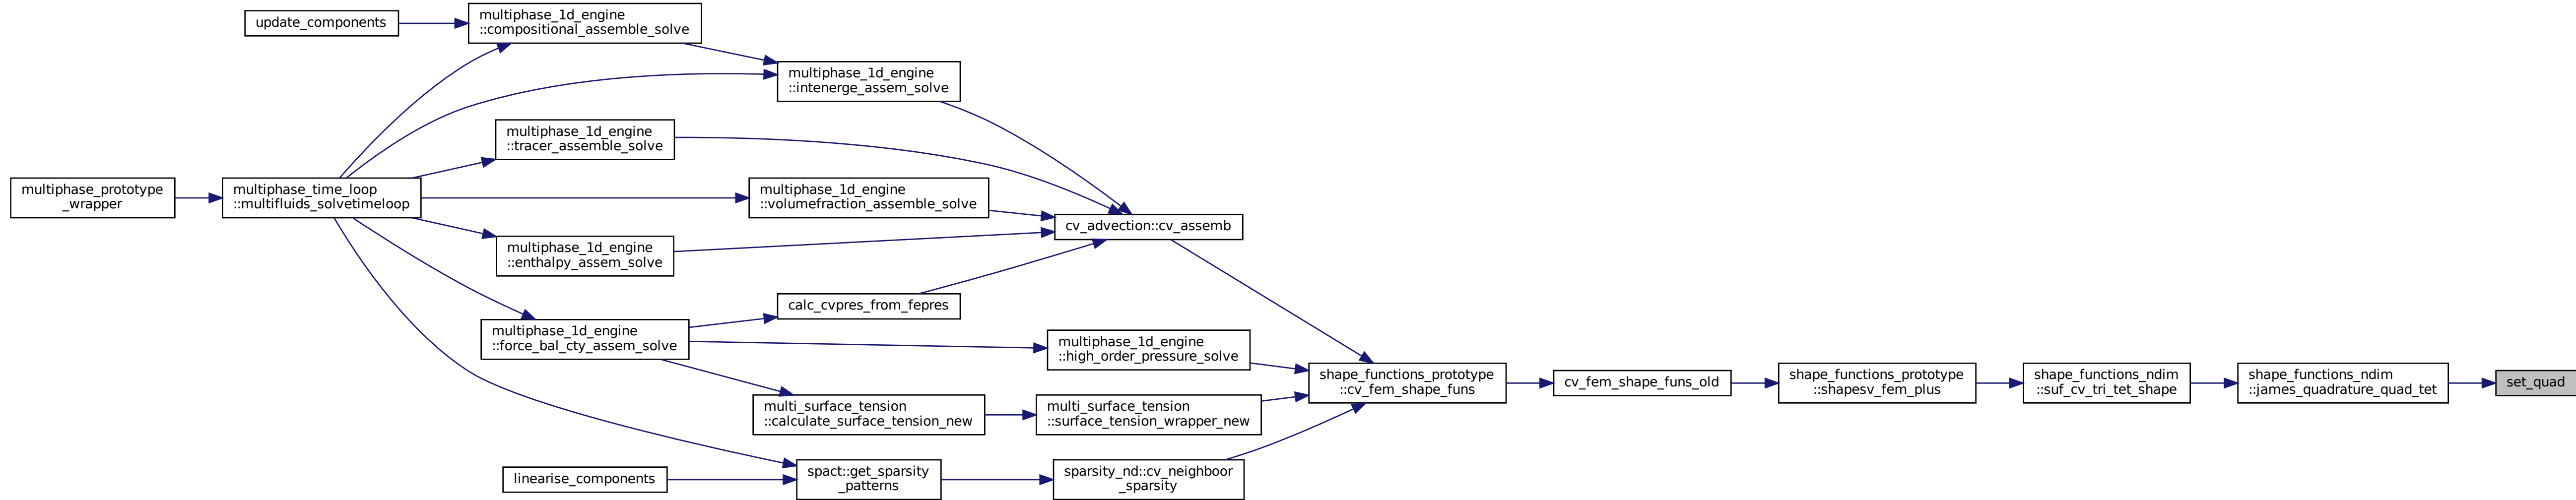 update_components
multiphase_1d_engine
::compositional_assemble_solve
multiphase_1d_engine
::intenerge_assem_solve
multiphase_1d_engine
::tracer_assemble_solve
multiphase_prototype
_wrapper
multiphase_time_loop
::multifluids_solvetimeloop
multiphase_1d_engine
::volumefraction_assemble_solve
cv_advection::cv_assemb
multiphase_1d_engine
::enthalpy_assem_solve
calc_cvpres_from_fepres
multiphase_1d_engine
::force_bal_cty_assem_solve
multiphase_1d_engine
::high_order_pressure_solve
shape_functions_prototype
::cv_fem_shape_funs
cv_fem_shape_funs_old
shape_functions_prototype
::shapesv_fem_plus
shape_functions_ndim
::suf_cv_tri_tet_shape
shape_functions_ndim
::james_quadrature_quad_tet
set_quad
multi_surface_tension
::calculate_surface_tension_new
multi_surface_tension
::surface_tension_wrapper_new
linearise_components
spact::get_sparsity
_patterns
sparsity_nd::cv_neighboor
_sparsity